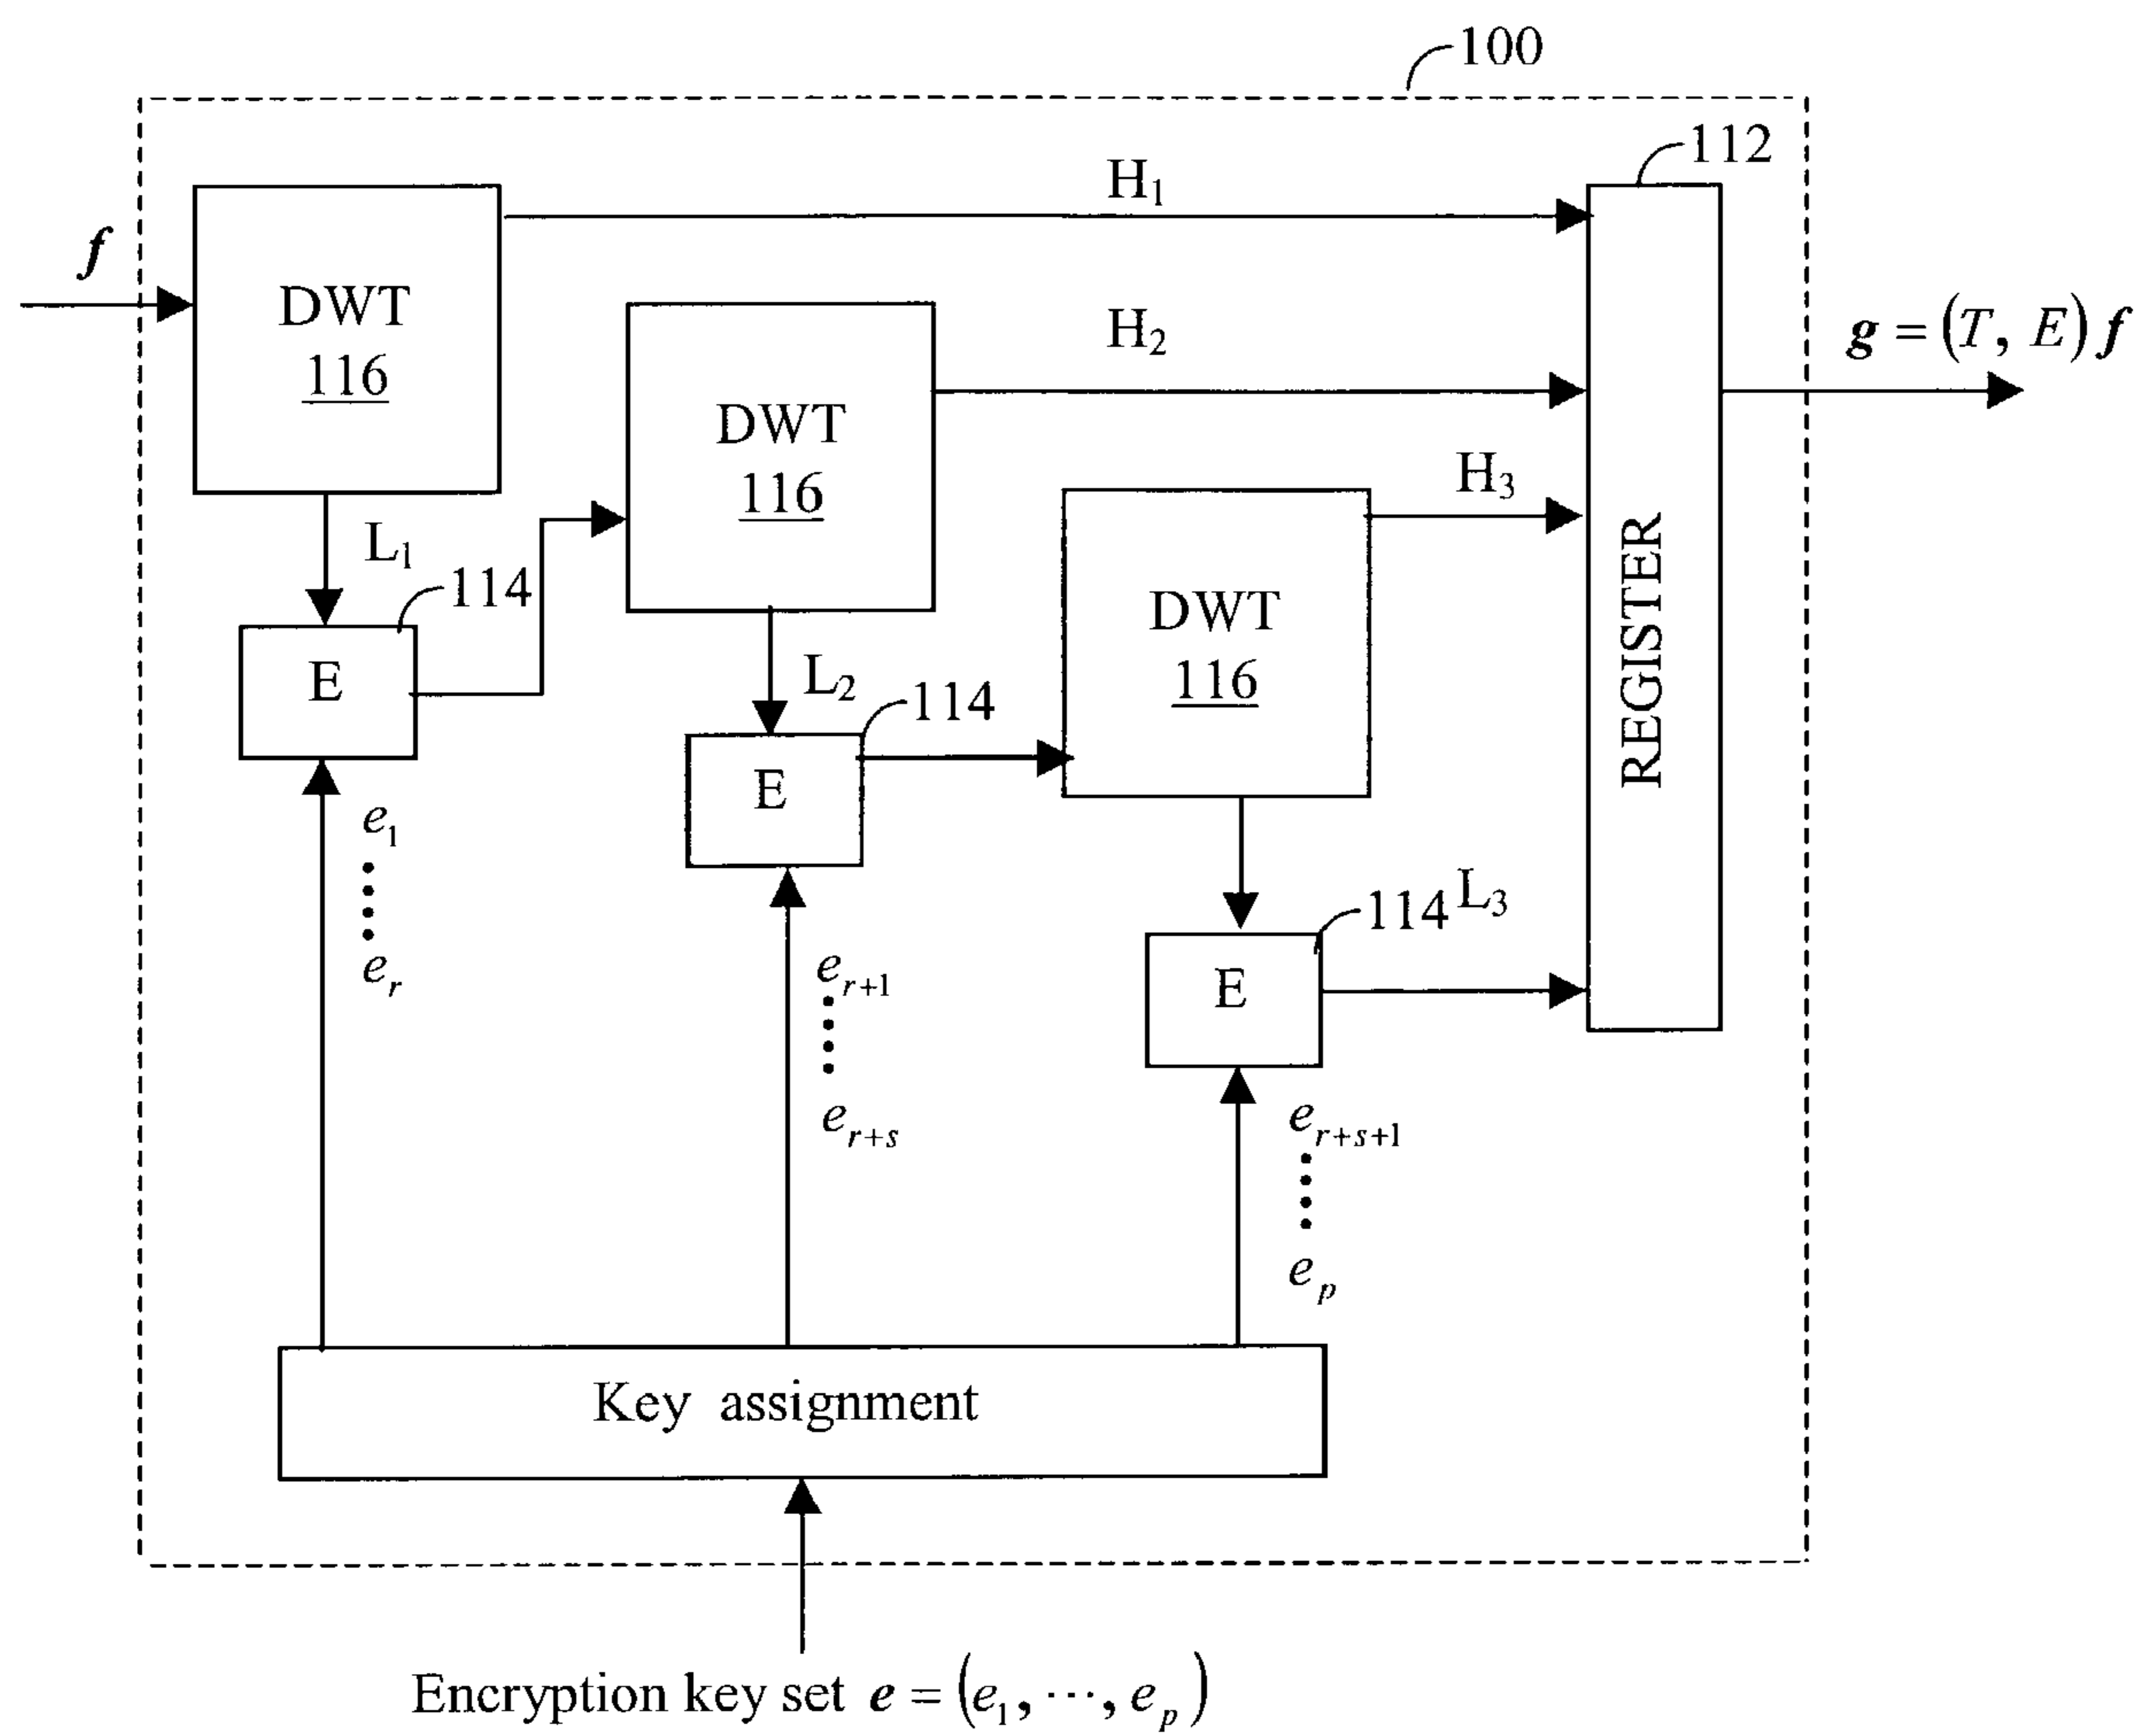 100
112
H₁
f
DWT
116
H₂
g = (T, E) f
DWT
116
H₃
L₁
114
DWT
116
REGISTER
E
L₂
114
E
e₁
⋮
eᵣ
L₃
114
E
eᵣ₊₁
⋮
eᵣ₊ₛ
eᵣ₊ₛ₊₁
⋮
eₚ
Key assignment
Encryption key set e = (e₁, ⋯, eₚ)